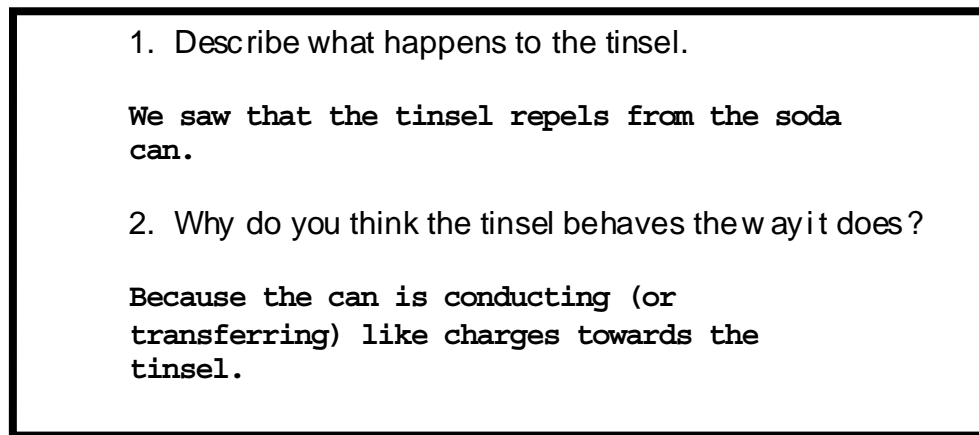 1. Describe what happens to the tinsel.
We saw that the tinsel repels from the soda
can.
2. Why do you think the tinsel behaves the way it does?
Because the can is conducting (or
transferring) like charges towards the
tinsel.